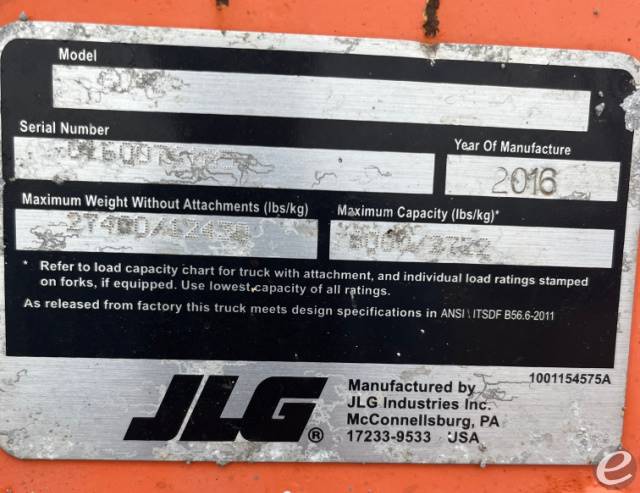 Model
Serial Number
Year Of Manufacture
2016
Maximum Weight Without Attachments (lbs/kg)
Maximum Capacity (lbs/kg)*
* Refer to load capacity chart for truck with attachment, and individual load ratings stamped
on forks, if equipped. Use lowest capacity of all ratings.
As released from factory this truck meets design specifications in ANSI \ ITSDF B56.6-2011
JLG®
Manufactured by
JLG Industries Inc.
McConnellsburg, PA
17233-9533 USA
1001154575A
e